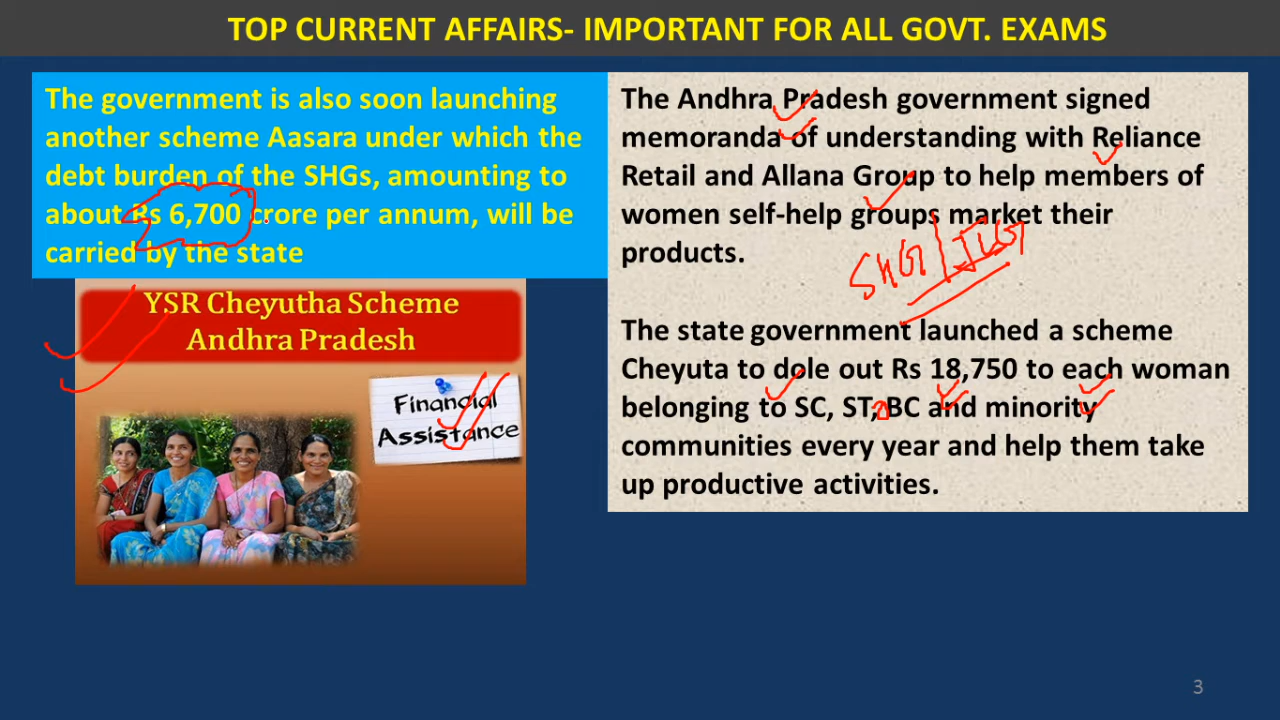 TOP CURRENT AFFAIRS- IMPORTANT FOR ALL GOVT. EXAMS
The government is also soon launching
another scheme Aasara under which the
debt burden of the SHGs, amounting to
about Rs 6,700 crore per annum, will be
carried by the state
YSR Cheyutha Scheme
Andhra Pradesh
Financial
Assistance
The Andhra Pradesh government signed
memoranda of understanding with Reliance
Retail and Allana Group to help members of
women self-help groups market their
products.
SHG/JLG
The state government launched a scheme
Cheyuta to dole out Rs 18,750 to each woman
belonging to SC, ST, BC and minority
communities every year and help them take
up productive activities.
3